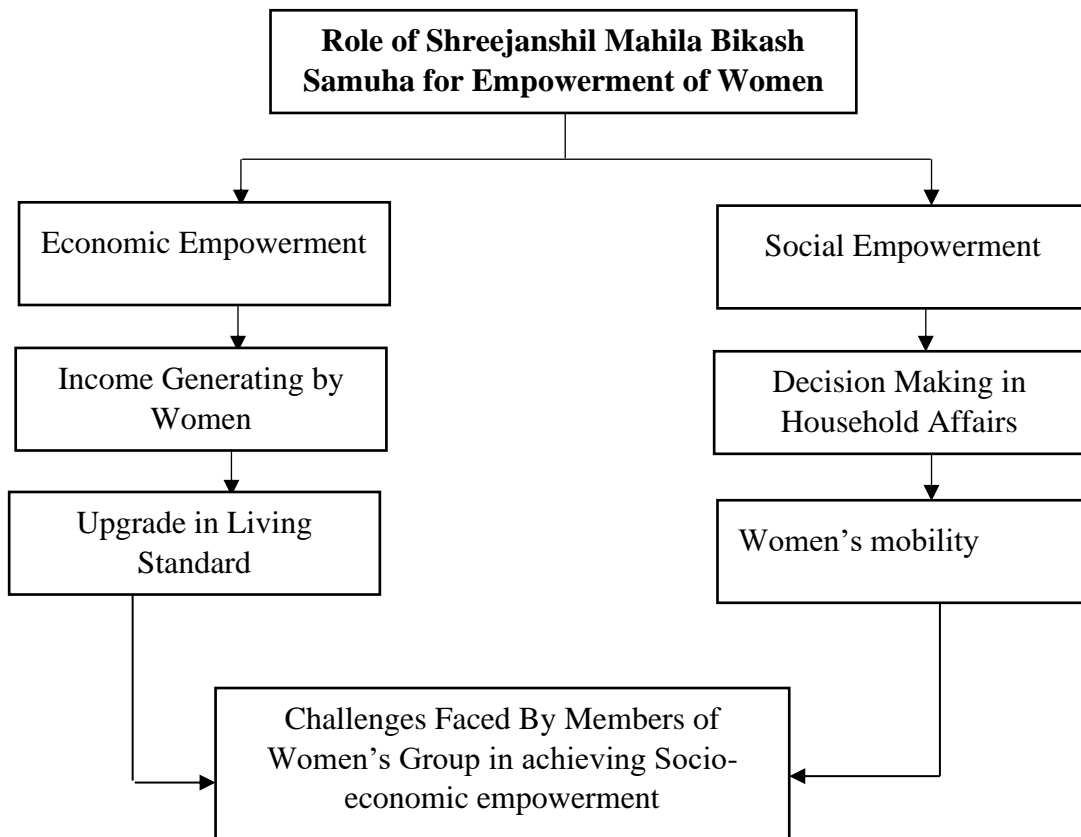 Role of Shreejanshil Mahila Bikash
Samuha for Empowerment of Women
Economic Empowerment
Social Empowerment
Income Generating by
Women
Decision Making in
Household Affairs
Upgrade in Living
Standard
Women’s mobility
Challenges Faced By Members of
Women’s Group in achieving Socio-
economic empowerment